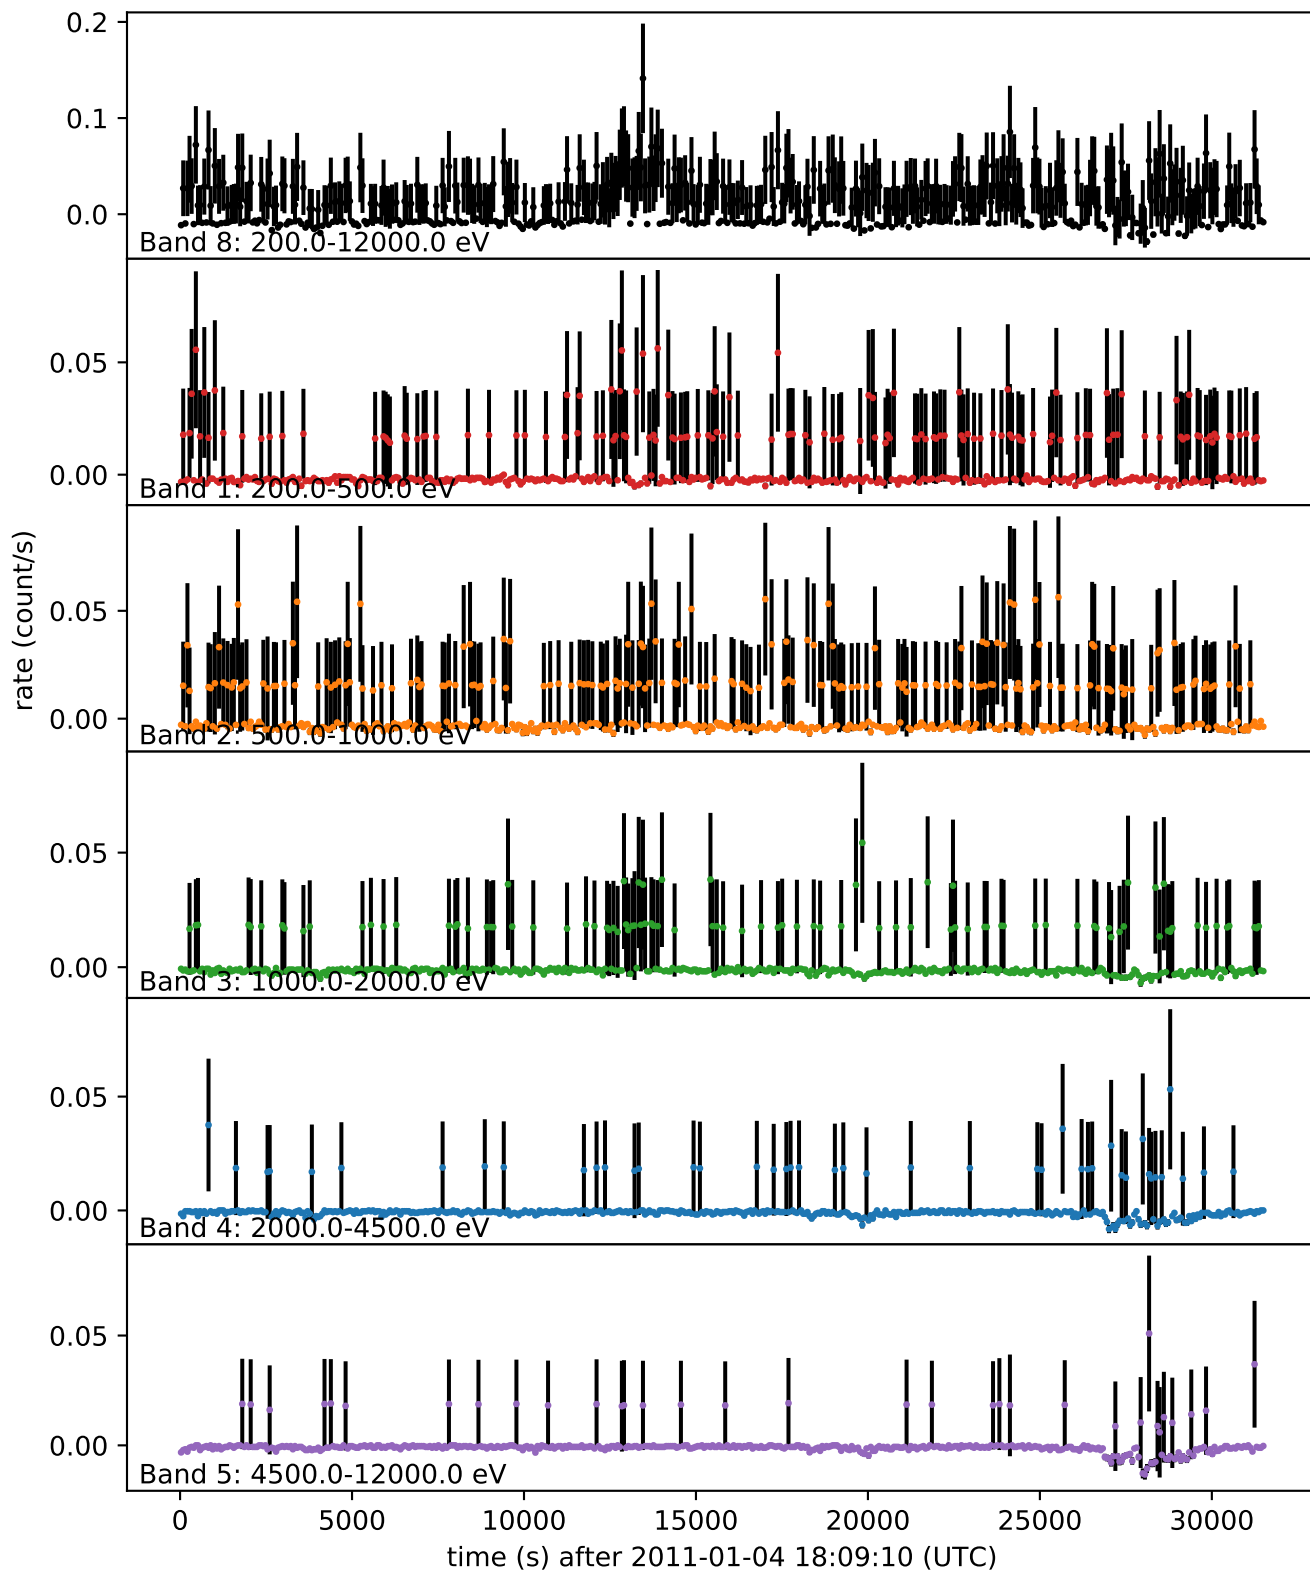 0.2
0.1
0.0
Band 8: 200.0-12000.0 eV
0.05
0.00
Band 1: 200.0-500.0 eV
rate (count/s)
0.05
0.00
Band 2: 500.0-1000.0 eV
0.05
0.00
Band 3: 1000.0-2000.0 eV
0.05
0.00
Band 4: 2000.0-4500.0 eV
0.05
0.00
Band 5: 4500.0-12000.0 eV
0 5000 10000 15000 20000 25000 30000
time (s) after 2011-01-04 18:09:10 (UTC)